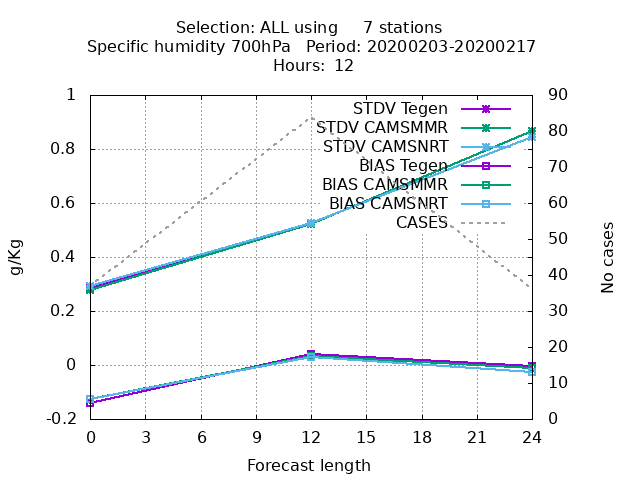 Selection: ALL using 7 stations
Specific humidity 700hPa Period: 20200203-20200217
Hours: 12
1
0.8
0.6
0.4
0.2
0
-0.2
g/Kg
90
80
70
60
50
40
30
20
10
0
No cases
STDV Tegen
STDV CAMSMMR
STDV CAMSNRT
BIAS Tegen
BIAS CAMSMMR
BIAS CAMSNRT
CASES
0 3 6 9 12 15 18 21 24
Forecast length